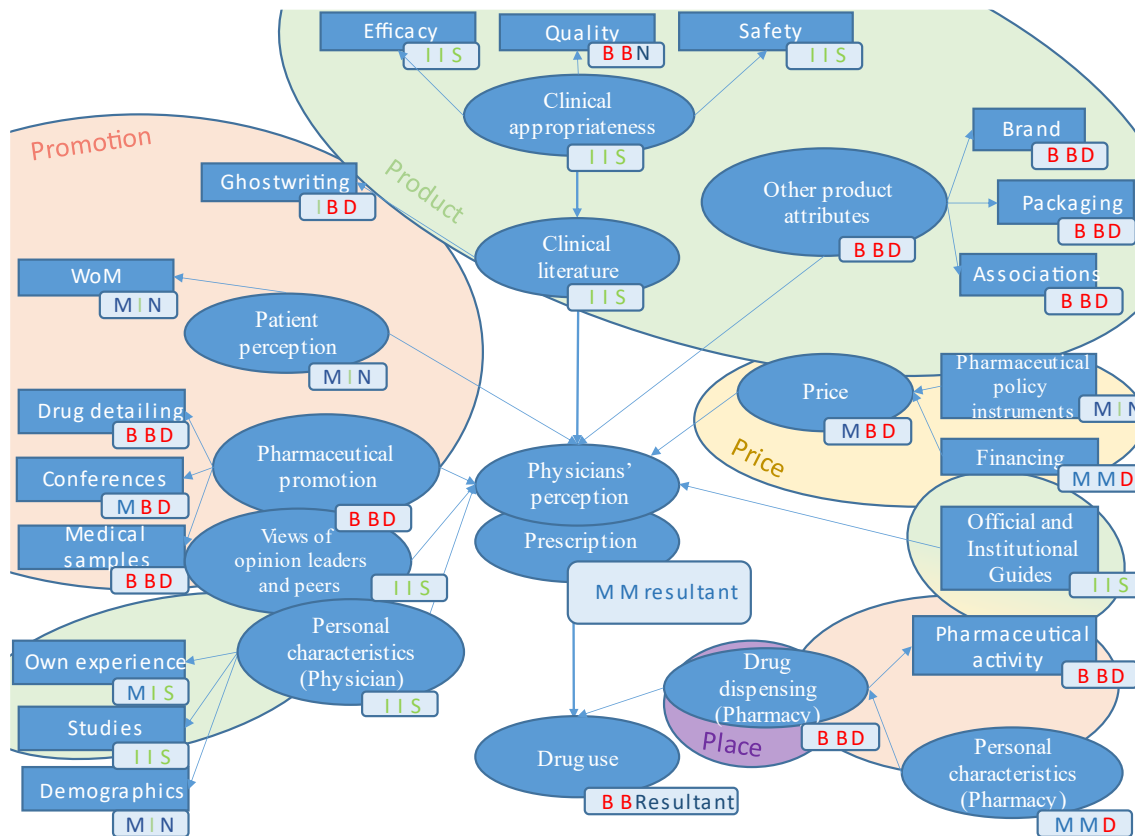 Efficacy
I I S
Quality
B B N
Safety
I I S
Clinical
appropriateness
I I S
Promotion
Product
Ghostwriting
I B D
Clinical
literature
I I S
Other product
attributes
B B D
Brand
B B D
Packaging
B B D
Associations
B B D
WoM
M I N
Patient
perception
M I N
Drug detailing
B B D
Conferences
M B D
Medical
samples
B B D
Pharmaceutical
promotion
B B D
Views of
opinion leaders
and peers
I I S
Physicians’
perception
Prescription
M M resultant
Price
M B D
Price
Pharmaceutical
policy
instruments
M I N
Financing
M M D
Official and
Institutional
Guides
I I S
Own experience
M I S
Studies
I I S
Demographics
M I N
Personal
characteristics
(Physician)
I I S
Drug use
B B Resultant
Drug
dispensing
(Pharmacy)
B B D
Place
Pharmaceutical
activity
B B D
Personal
characteristics
(Pharmacy)
M M D